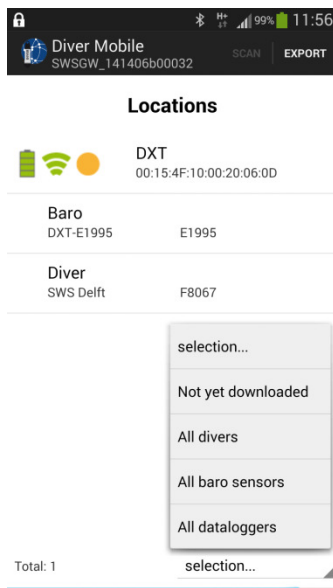 99% 11:56
Diver Mobile
SWSGW_141406b00032
SCAN
EXPORT
Locations
DXT
00:15:4F:10:00:20:06:0D
Baro
DXT-E1995 E1995
Diver
SWS Delft F8067
selection...
Not yet downloaded
All divers
All baro sensors
All dataloggers
Total: 1 selection...